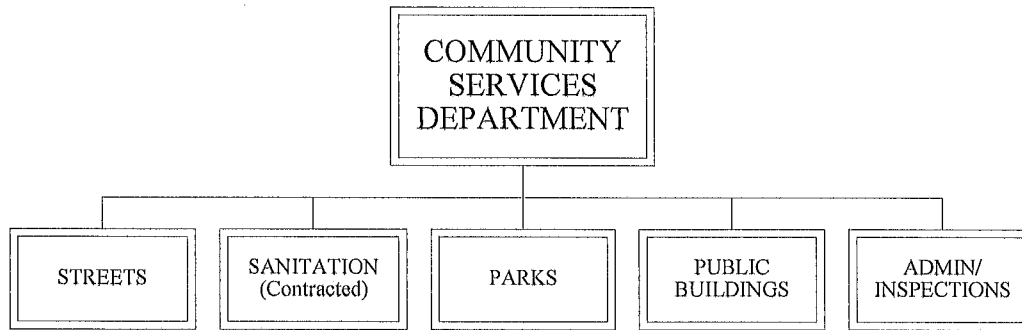 COMMUNITY
SERVICES
DEPARTMENT
STREETS
SANITATION
(Contracted)
PARKS
PUBLIC
BUILDINGS
ADMIN/
INSPECTIONS